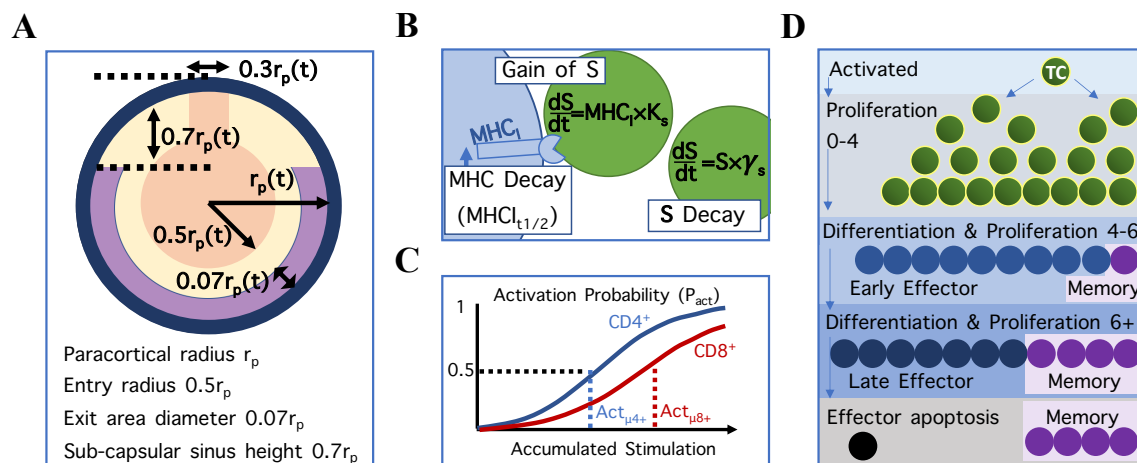 A
0.3rₚ(t)
0.7rₚ(t)
rₚ(t)
0.5rₚ(t)
0.07rₚ(t)
Paracortical radius rₚ
Entry radius 0.5rₚ
Exit area diameter 0.07rₚ
Sub-capsular sinus height 0.7rₚ
B
Gain of S
dS/dt=MHCI×Kₛ
MHCI
MHC Decay
(MHCI t1/2)
dS/dt=S×γₛ
S Decay
C
Activation Probability (Pact)
1
CD4⁺
CD8⁺
0.5
Actμ4+
Actμ8+
Accumulated Stimulation
D
Activated
TC
Proliferation
0-4
Differentiation & Proliferation 4-6
Early Effector
Memory
Differentiation & Proliferation 6+
Late Effector
Memory
Effector apoptosis
Memory